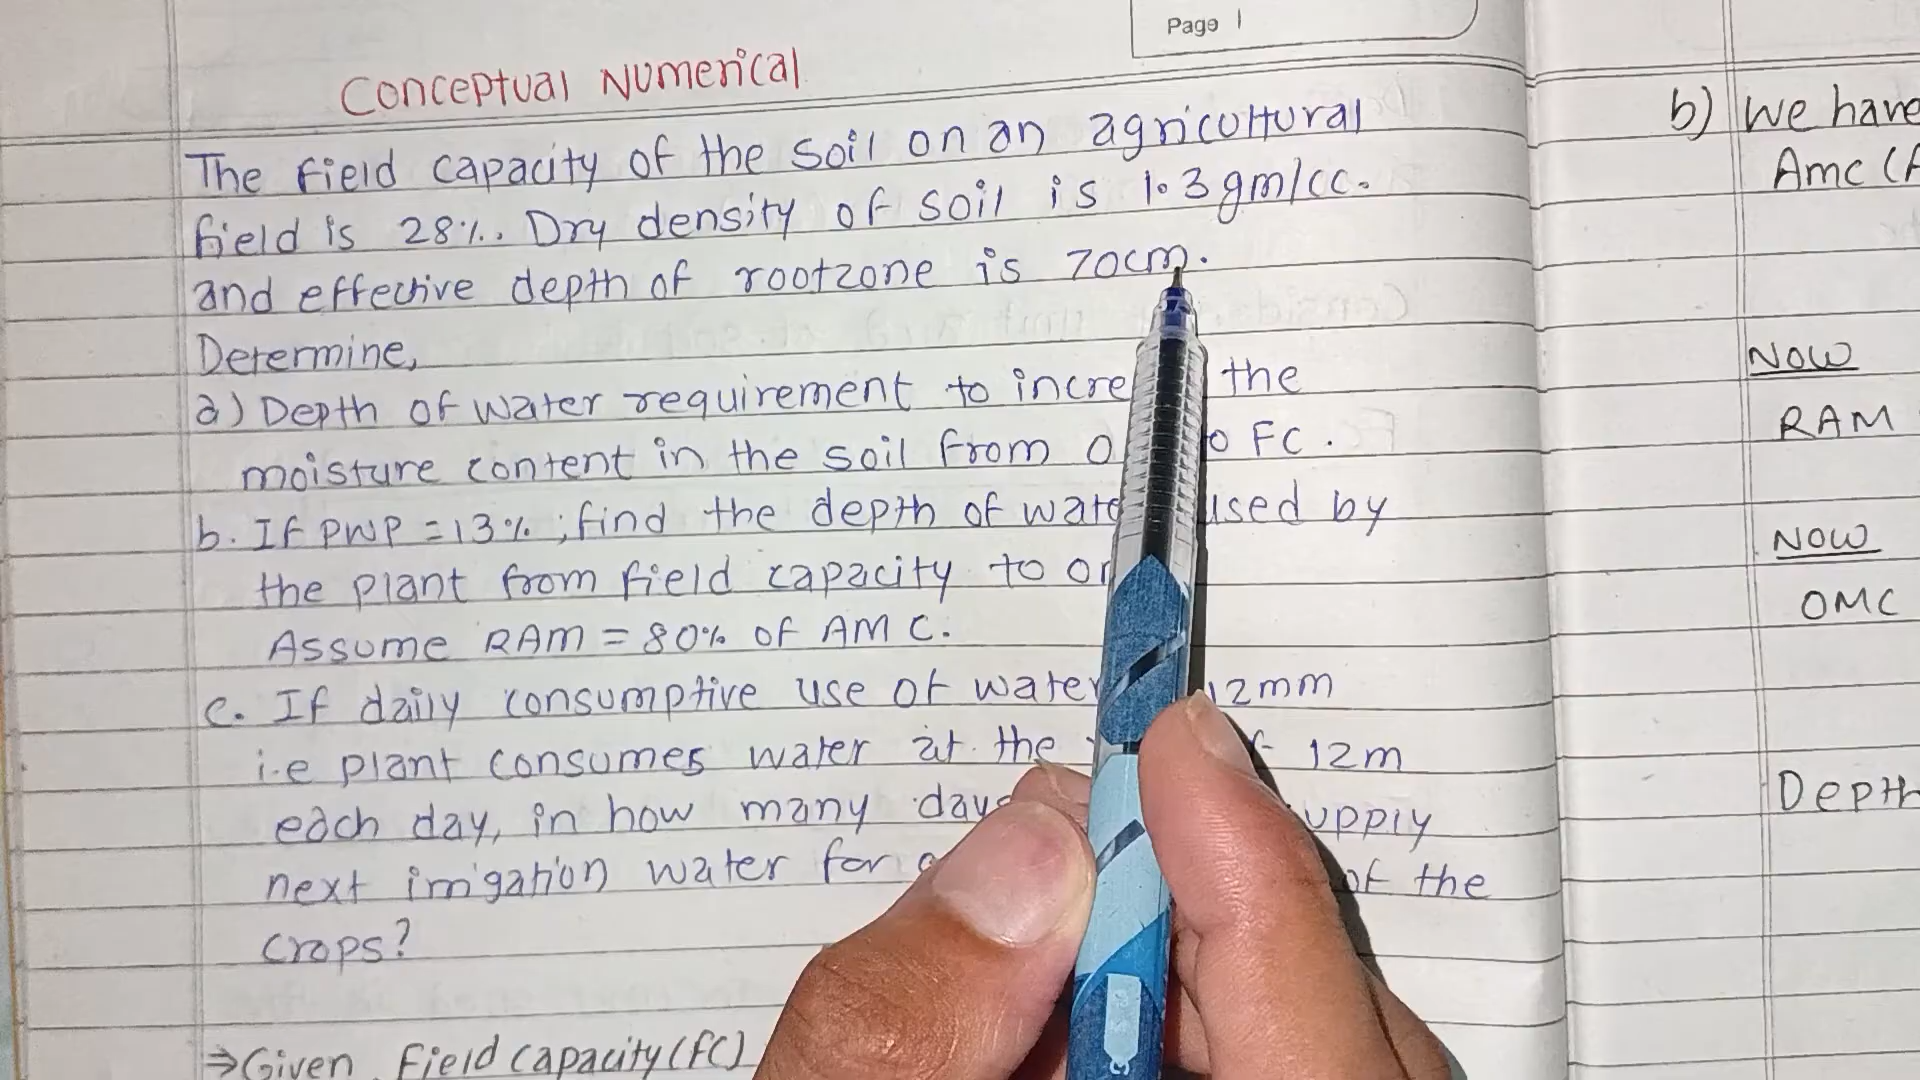 Page 1
Conceptual Numerical
The field capacity of the soil on an agricultural
field is 28%. Dry density of soil is 1.3 gm/cc.
and effective depth of rootzone is 70cm.
Determine,
a) Depth of water requirement to the
moisture content in the soil from FC.
b. If PWP = 13% ; find the depth of used by
the plant from field capacity to
Assume RAM = 80% of AMC.
c. If daily consumptive use of water 12mm
i.e plant consumes water at the 12m
each day, in how many
next irrigation water for of the
crops?
⇒ Given, Field capacity (FC)
b) We have
AMC (
Now
RAM
Now
OMC
Depth